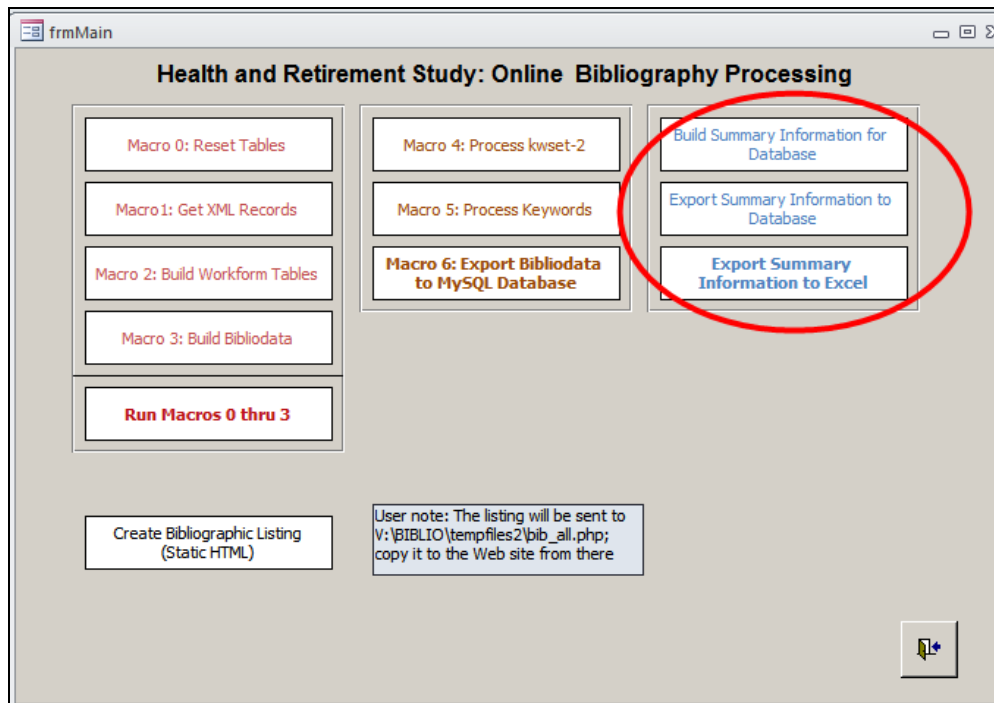 frmMain
Health and Retirement Study: Online Bibliography Processing
Macro 0: Reset Tables
Macro1: Get XML Records
Macro 2: Build Workform Tables
Macro 3: Build Bibliodata
Run Macros 0 thru 3
Macro 4: Process kwset-2
Macro 5: Process Keywords
Macro 6: Export Bibliodata
to MySQL Database
Build Summary Information for
Database
Export Summary Information to
Database
Export Summary
Information to Excel
Create Bibliographic Listing
(Static HTML)
User note: The listing will be sent to
V:\BIBLIO\tempfiles2\bib_all.php;
copy it to the Web site from there